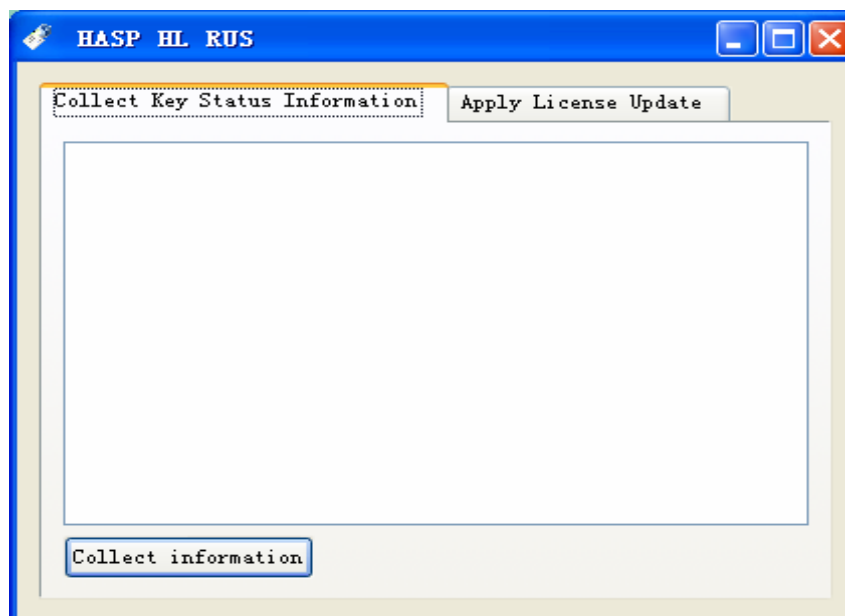 HASP HL RUS
Collect Key Status Information
Apply License Update
Collect information